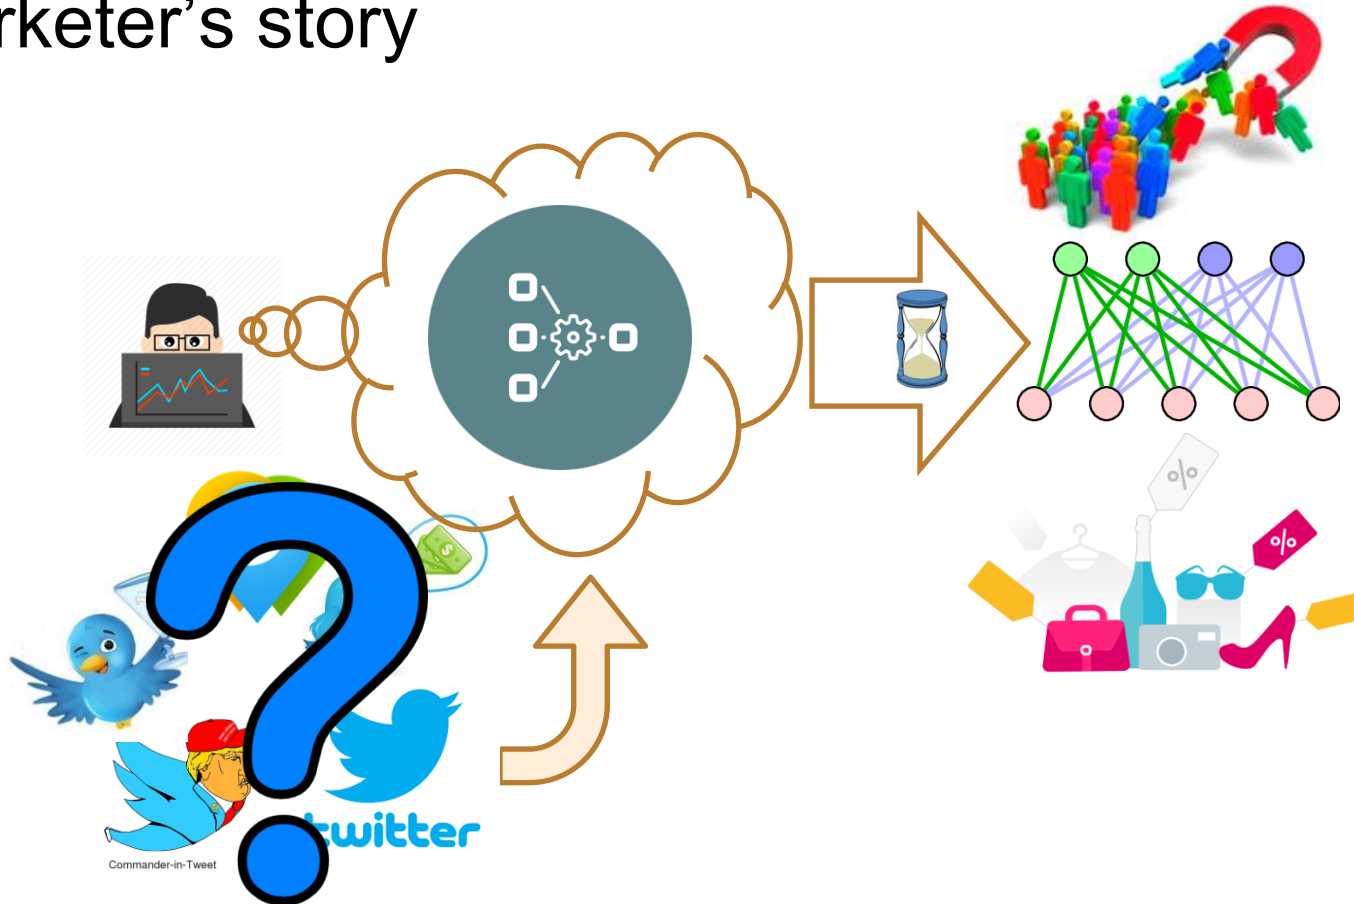 rketer’s story
%
%
$
twitter
Commander-in-Tweet